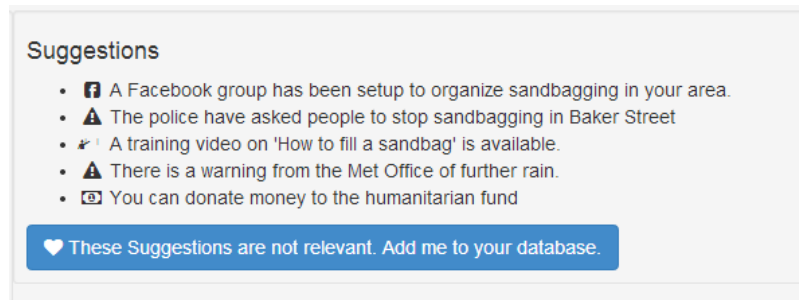 Suggestions
A Facebook group has been setup to organize sandbagging in your area.
The police have asked people to stop sandbagging in Baker Street
A training video on 'How to fill a sandbag' is available.
There is a warning from the Met Office of further rain.
You can donate money to the humanitarian fund
These Suggestions are not relevant. Add me to your database.